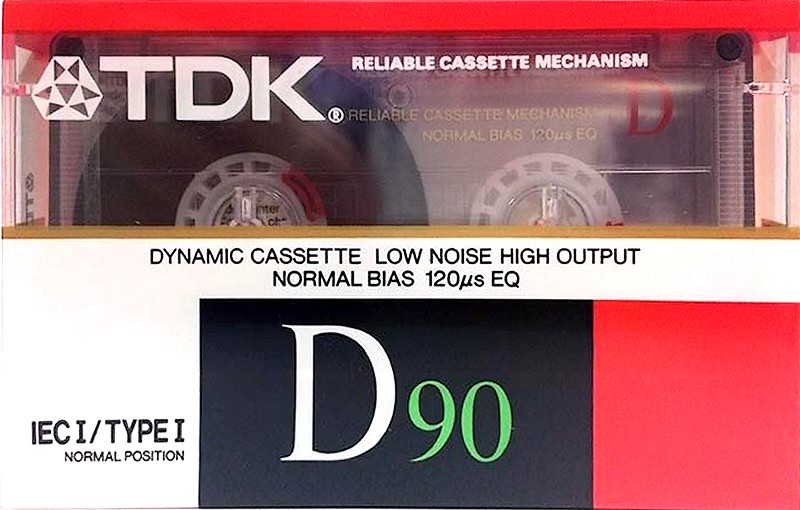 TDK®
RELIABLE CASSETTE MECHANISM
RELIABLE CASSETTE MECHANISM
NORMAL BIAS 120µs EQ
D
DYNAMIC CASSETTE LOW NOISE HIGH OUTPUT
NORMAL BIAS 120µs EQ
D90
IEC I/TYPE I
NORMAL POSITION